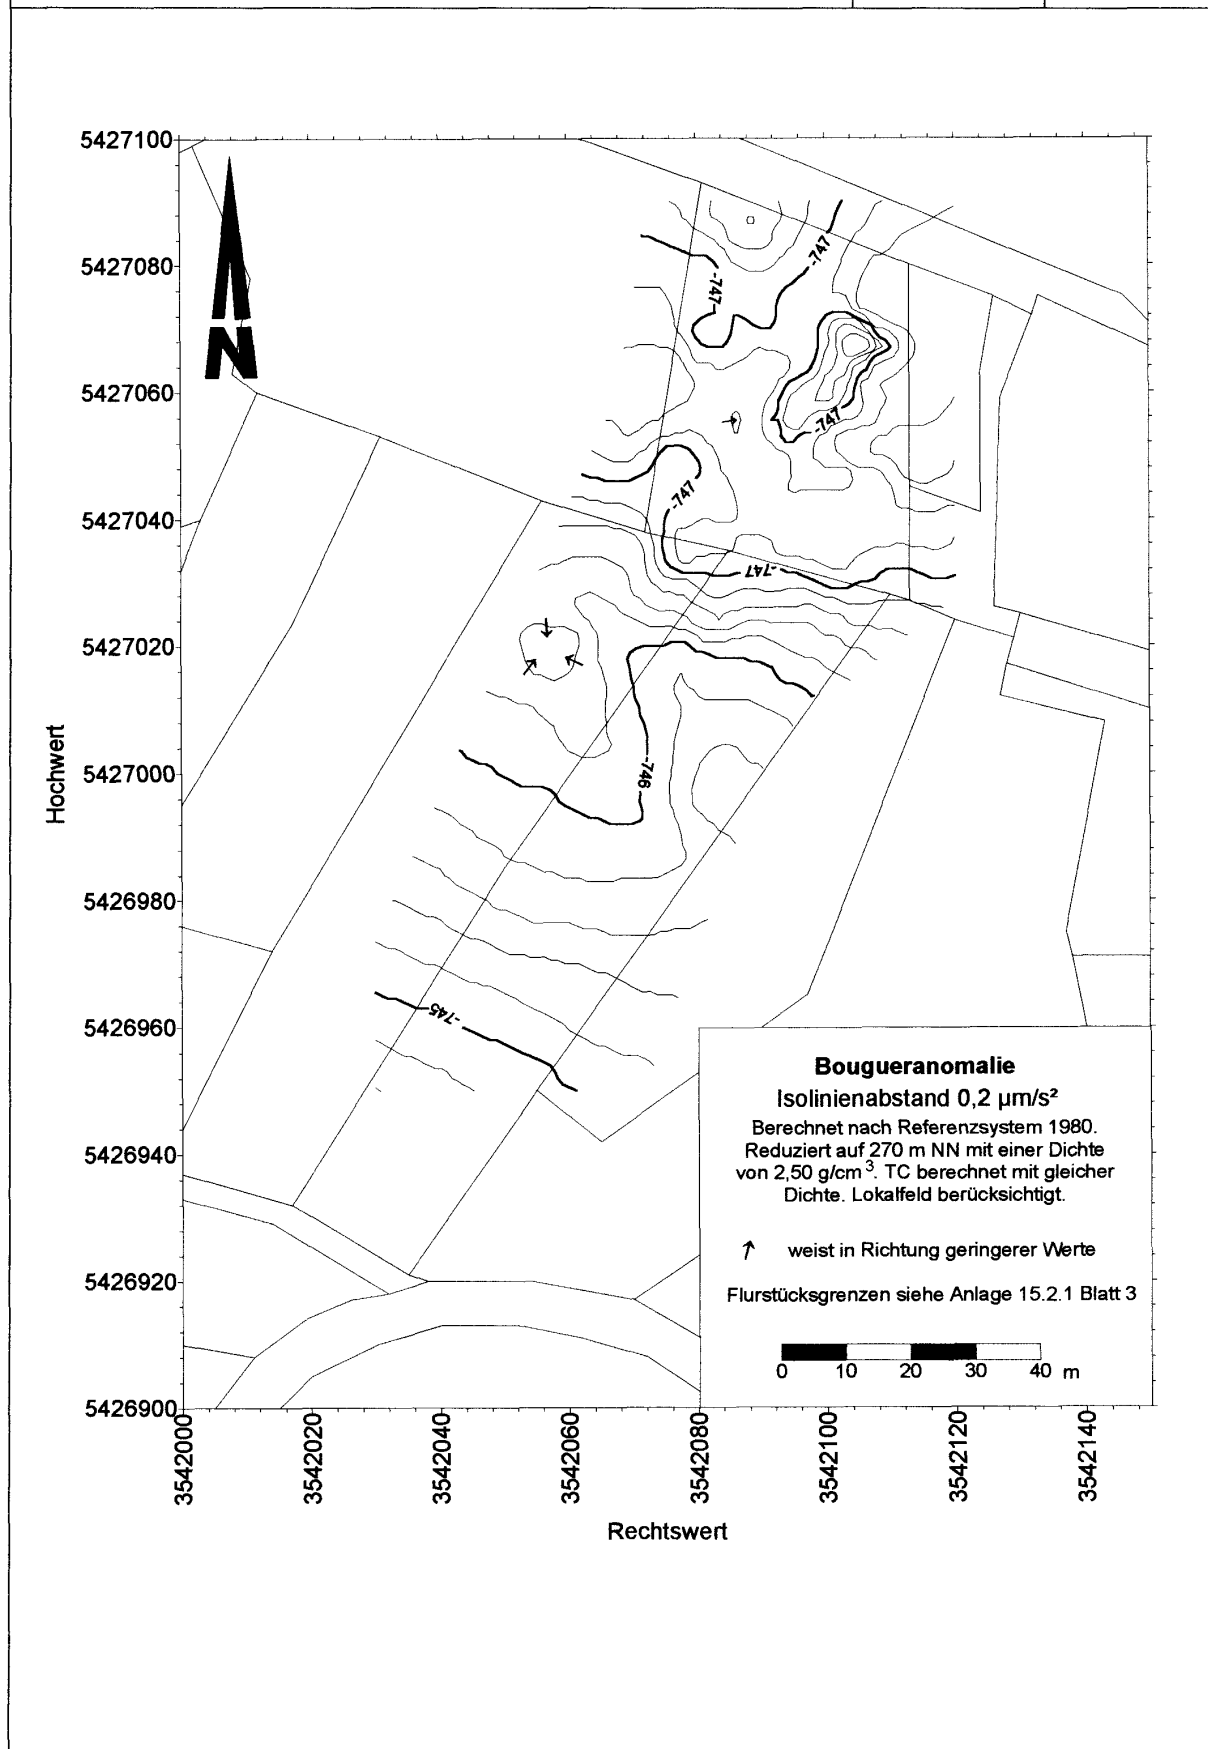 5427100
5427080
5427060
5427040
5427020
5427000
5426980
5426960
5426940
5426920
5426900
Hochwert
N
-747
-747
-747
-747
-747
-746
-745
Bougueranomalie
Isolinienabstand 0,2 µm/s²
Berechnet nach Referenzsystem 1980.
Reduziert auf 270 m NN mit einer Dichte
von 2,50 g/cm³. TC berechnet mit gleicher
Dichte. Lokalfeld berücksichtigt.
weist in Richtung geringerer Werte
Flurstücksgrenzen siehe Anlage 15.2.1 Blatt 3
0 10 20 30 40 m
3542000 3542020 3542040 3542060 3542080 3542100 3542120 3542140
Rechtswert